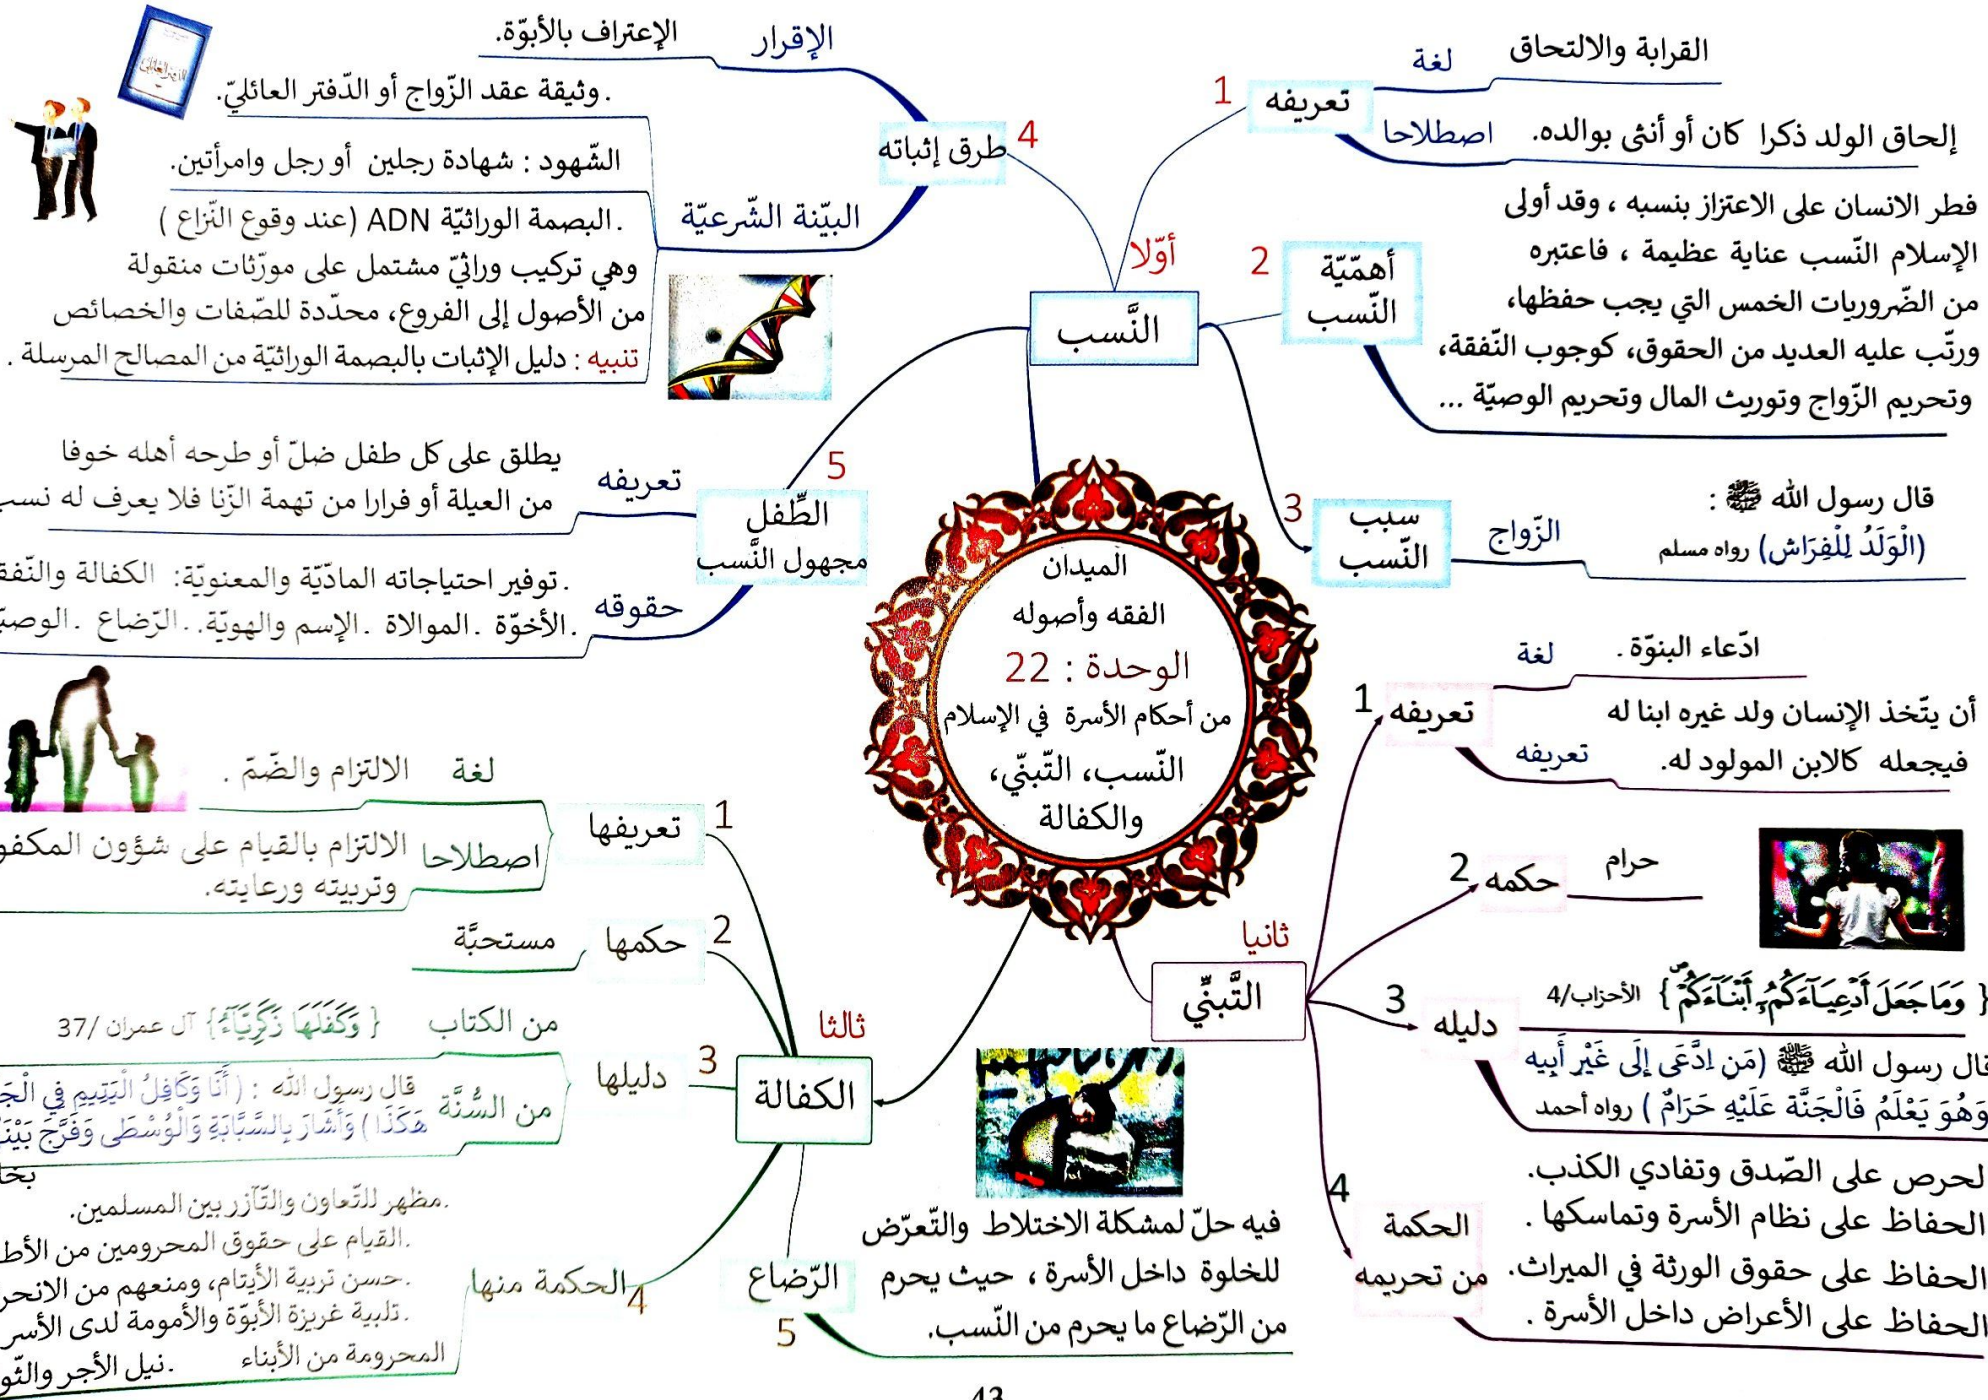 الميدان
الفقه وأصوله
الوحدة : 22
من أحكام الأسرة في الإسلام
النّسب، التّبنّي،
والكفالة
أوّلا
النَّسب
1
تعريفه
لغة
القرابة والالتحاق
اصطلاحا
إلحاق الولد ذكرا كان أو أنثى بوالده.
2
أهمّيّة
النّسب
فطر الانسان على الاعتزاز بنسبه ، وقد أولى
الإسلام النّسب عناية عظيمة ، فاعتبره
من الضّروريات الخمس التي يجب حفظها،
ورتّب عليه العديد من الحقوق، كوجوب النّفقة،
وتحريم الزّواج وتوريث المال وتحريم الوصيّة ...
3
سبب
النّسب
الزّواج
قال رسول الله ﷺ :
(الْوَلَدُ لِلْفِرَاش) رواه مسلم
4
طرق إثباته
الإقرار
الإعتراف بالأبوّة.
البيّنة الشّرعيّة
.وثيقة عقد الزّواج أو الدّفتر العائليّ.
الشّهود : شهادة رجلين أو رجل وامرأتين.
.البصمة الوراثيّة ADN (عند وقوع النّزاع )
وهي تركيب وراثيّ مشتمل على مورّثات منقولة
من الأصول إلى الفروع، محدّدة للصّفات والخصائص
تنبيه : دليل الإثبات بالبصمة الوراثيّة من المصالح المرسلة .
5
الطِّفل
مجهول النَّسب
تعريفه
يطلق على كل طفل ضلّ أو طرحه أهله خوفا
من العيلة أو فرارا من تهمة الزّنا فلا يعرف له نسب
حقوقه
.توفير احتياجاته المادّيّة والمعنويّة: الكفالة
.الأخوّة .الموالاة .الإسم والهويّة. .الرّضاع
ثانيا
التَّبنِّي
1
تعريفه
لغة
ادّعاء البنوّة .
تعريفه
أن يتّخذ الإنسان ولد غيره ابنا له
فيجعله كالابن المولود له.
2
حكمه
حرام
3
دليله
{ وَمَا جَعَلَ أَدْعِيَآءَكُمُۥٓ أَبْنَآءَكُمْ } الأحزاب/4
قال رسول الله ﷺ (مَن اِدَّعَى إِلَى غَيْرِ أَبِيه
وَهُوَ يَعْلَمُ فَالْجَنَّة عَلَيْهِ حَرَامٌ ) رواه أحمد
4
الحكمة
من تحريمه
لحرص على الصّدق وتفادي الكذب.
الحفاظ على نظام الأسرة وتماسكها .
الحفاظ على حقوق الورثة في الميراث.
الحفاظ على الأعراض داخل الأسرة .
ثالثا
الكفالة
1
تعريفها
لغة
الالتزام والضّمّ .
اصطلاحا
الالتزام بالقيام على شؤون
وتربيته ورعايته.
2
حكمها
مستحبَّة
3
دليلها
من الكتاب
{ وَكَفَلَهَا زَكَرِيَّآءُ} آل عمران /37
من السُّنَّة
قال رسول الله : ( أَنَا وَكَافِلُ الْيَتِيمِ فِي
هَكَذَا ) وَأَشَارَ بِالسَّبَّابَةِ وَالْوُسْطَى وَفَرَّجَ
4
الحكمة منها
.مظهر للتّعاون والتّآزر بين المسلمين.
.القيام على حقوق المحرومين من
.حسن تربية الأيتام، ومنعهم من
.تلبية غريزة الأبوّة والأمومة لدى الأسر
المحرومة من الأبناء .نيل الأجر
5
الرّضاع
فيه حلّ لمشكلة الاختلاط والتّعرّض
للخلوة داخل الأسرة ، حيث يحرم
من الرّضاع ما يحرم من النّسب.
43